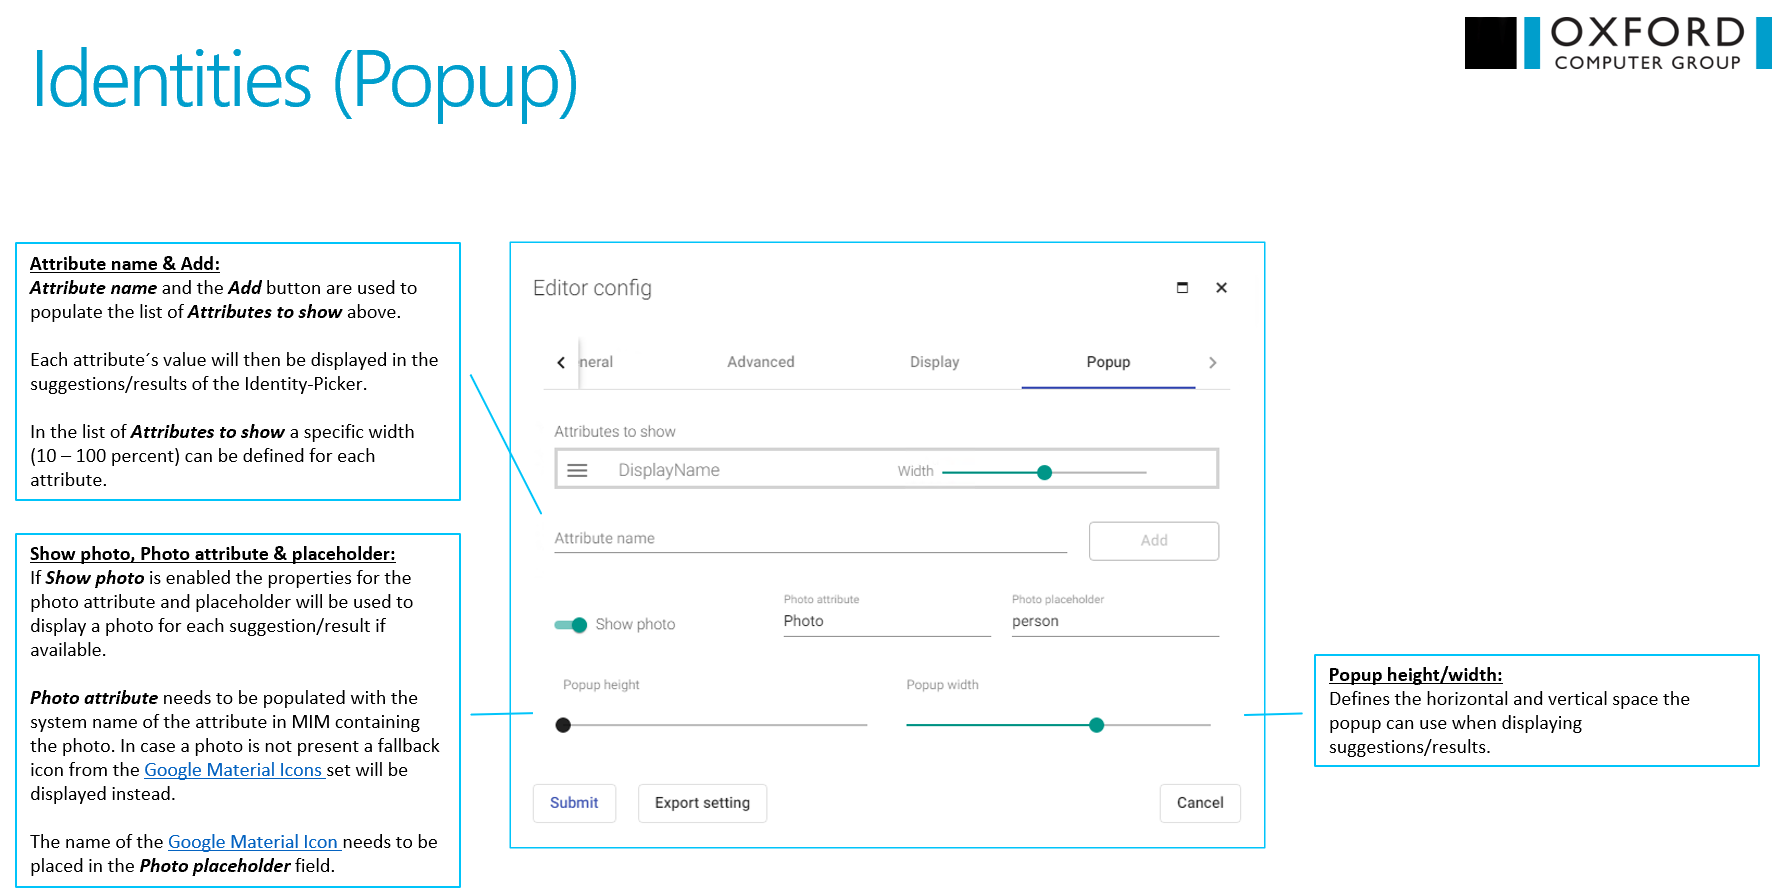 OXFORD
COMPUTER GROUP
Identities (Popup)
Attribute name & Add:
Attribute name and the Add button are used to
populate the list of Attributes to show above.
Each attribute´s value will then be displayed in the
suggestions/results of the Identity-Picker.
In the list of Attributes to show a specific width
(10 – 100 percent) can be defined for each
attribute.
Show photo, Photo attribute & placeholder:
If Show photo is enabled the properties for the
photo attribute and placeholder will be used to
display a photo for each suggestion/result if
available.
Photo attribute needs to be populated with the
system name of the attribute in MIM containing
the photo. In case a photo is not present a fallback
icon from the Google Material Icons set will be
displayed instead.
The name of the Google Material Icon needs to be
placed in the Photo placeholder field.
Editor config
neral
Advanced
Display
Popup
Attributes to show
DisplayName
Width
Attribute name
Add
Show photo
Photo attribute
Photo
Photo placeholder
person
Popup height
Popup width
Submit
Export setting
Cancel
Popup height/width:
Defines the horizontal and vertical space the
popup can use when displaying
suggestions/results.